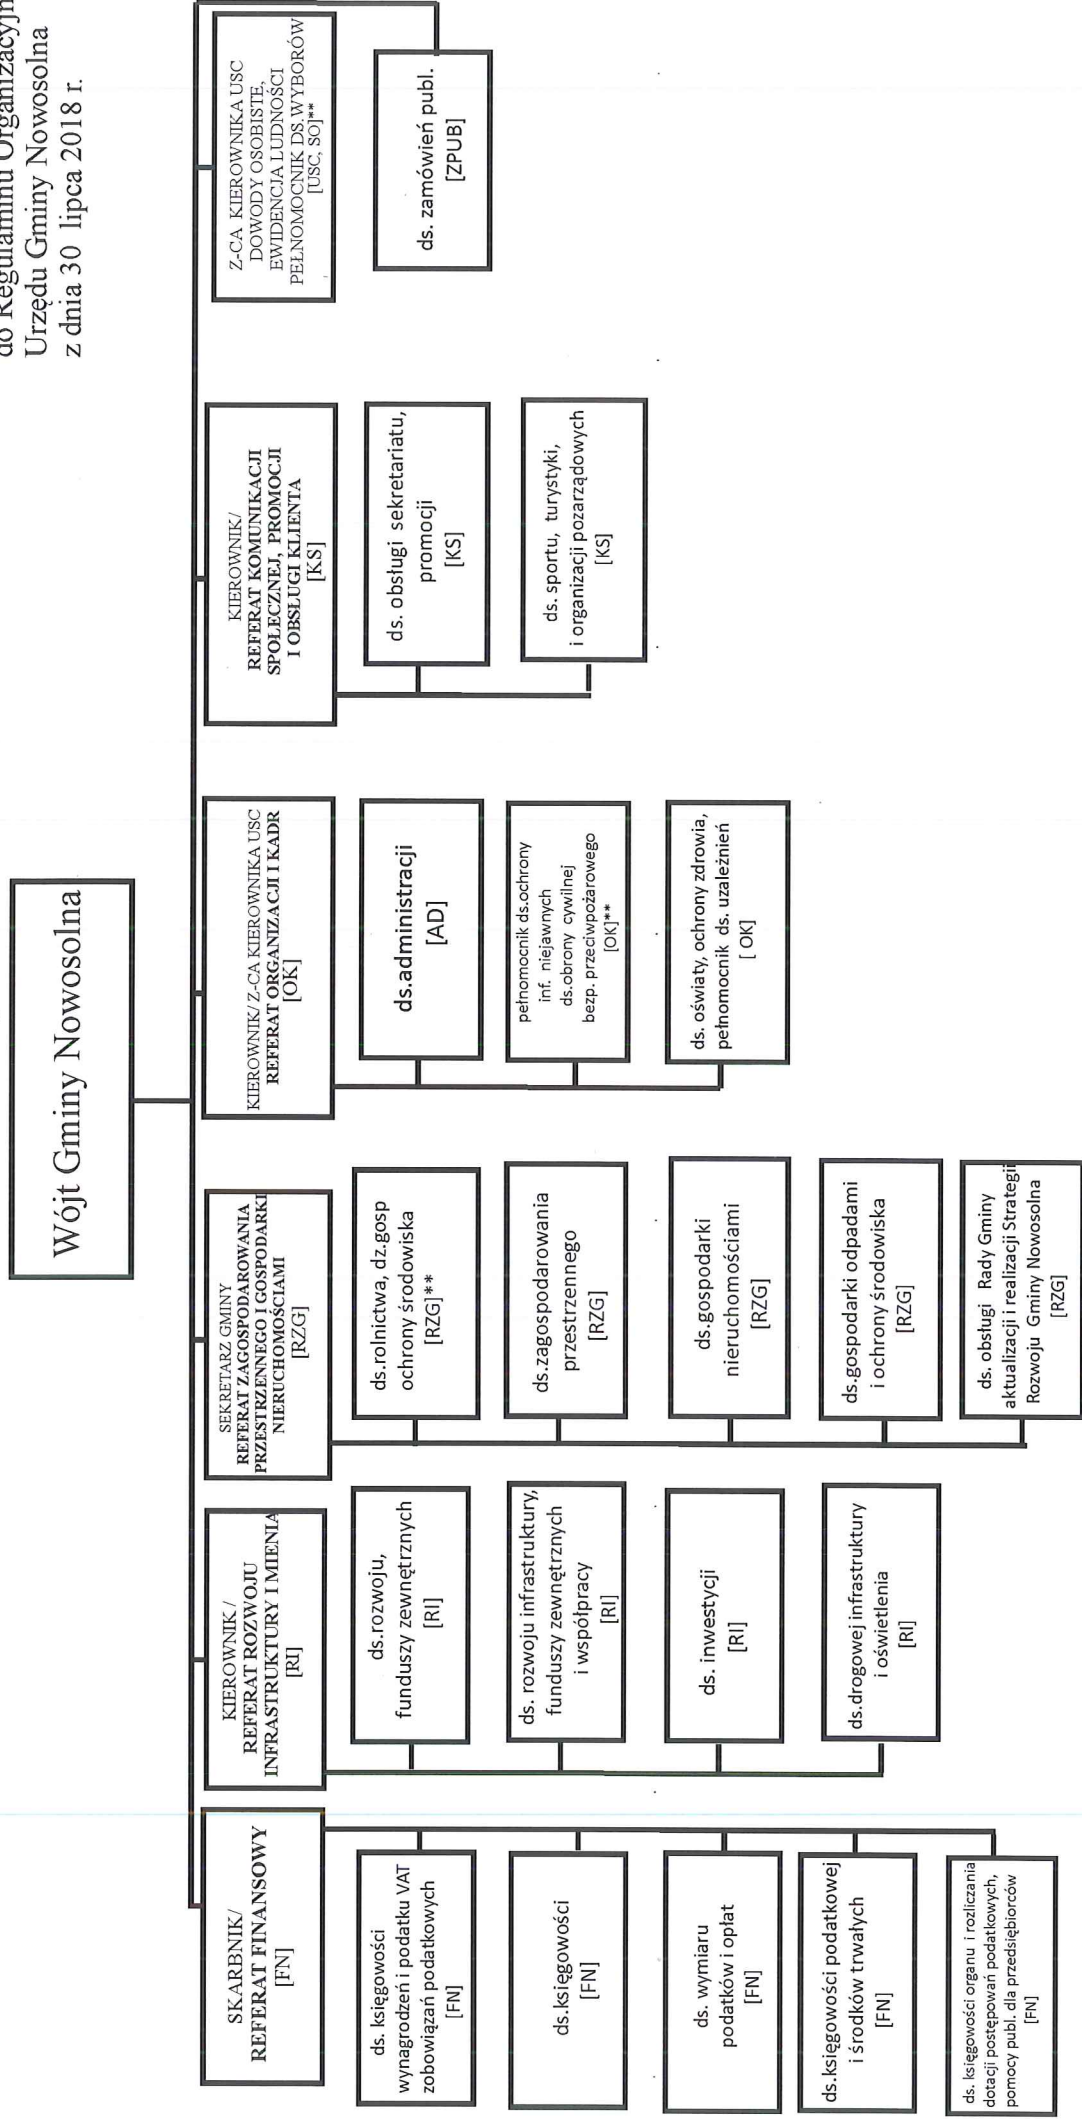 do Regulaminu
Urzędu Gminy Nowosolna
z dnia 30 lipca 2018 r.
Wójt Gminy Nowosolna
SKARBNIK/
REFERAT FINANSOWY
[FN]
ds. księgowości
wynagrodzeń i podatku VAT
zobowiązań podatkowych
[FN]
ds.księgowości
[FN]
ds. wymiaru
podatków i opłat
[FN]
ds.księgowości podatkowej
i środków trwałych
[FN]
ds. księgowości organu i rozliczania
dotacji postępowań podatkowych,
pomocy publ. dla przedsiębiorców
[FN]
KIEROWNIK /
REFERAT ROZWOJU
INFRASTRUKTURY I MIENIA
[RI]
ds.rozwoju,
funduszy zewnętrznych
[RI]
ds. rozwoju infrastruktury,
funduszy zewnętrznych
i współpracy
[RI]
ds. inwestycji
[RI]
ds.drogowej infrastruktury
i oświetlenia
[RI]
SEKRETARZ GMINY
REFERAT ZAGOSPODAROWANIA
PRZESTRZENNEGO I GOSPODARKI
NIERUCHOMOŚCIAMI
[RZG]
ds.rolnictwa, dz.gosp
ochrony środowiska
[RZG]**
ds.zagospodarowania
przestrzennego
[RZG]
ds.gospodarki
nieruchomościami
[RZG]
ds.gospodarki odpadami
i ochrony środowiska
[RZG]
ds. obsługi Rady Gminy
aktualizacji i realizacji Strategii
Rozwoju Gminy Nowosolna
[RZG]
KIEROWNIK/ Z-CA KIEROWNIKA USC
REFERAT ORGANIZACJI I KADR
[OK]
ds.administracji
[AD]
pełnomocnik ds.ochrony
inf. niejawnych
ds.obrony cywilnej
bezp. przeciwpożarowego
[OK]**
ds. oświaty, ochrony zdrowia,
pełnomocnik ds. uzależnień
[ OK]
KIEROWNIK/
REFERAT KOMUNIKACJI
SPOŁECZNEJ, PROMOCJI
I OBSŁUGI KLIENTA
[KS]
ds. obsługi sekretariatu,
promocji
[KS]
ds. sportu, turystyki,
i organizacji pozarządowych
[KS]
Z-CA KIEROWNIKA USC
DOWODY OSOBISTE,
EWIDENCJA LUDNOŚCI
PEŁNOMOCNIK DS.WYBORÓW
[USC, SO]**
ds. zamówień publ.
[ZPUB]